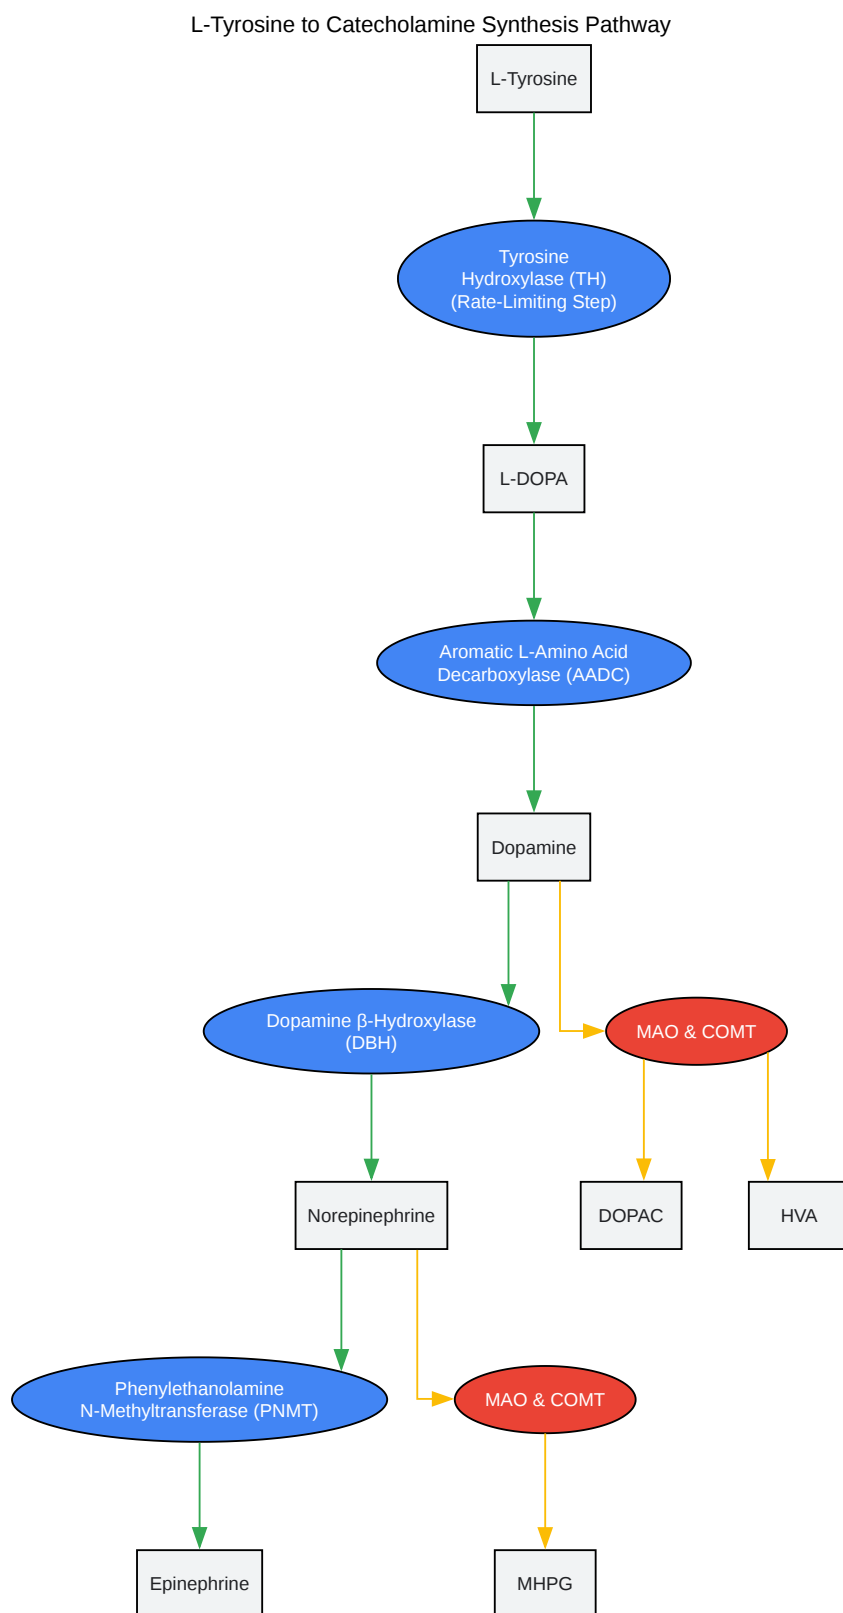 L-Tyrosine to Catecholamine Synthesis Pathway
L-Tyrosine
Tyrosine
Hydroxylase (TH)
(Rate-Limiting Step)
L-DOPA
Aromatic L-Amino Acid
Decarboxylase (AADC)
Dopamine
Dopamine β-Hydroxylase
(DBH)
MAO & COMT
Norepinephrine
DOPAC
HVA
Phenylethanolamine
N-Methyltransferase (PNMT)
MAO & COMT
Epinephrine
MHPG